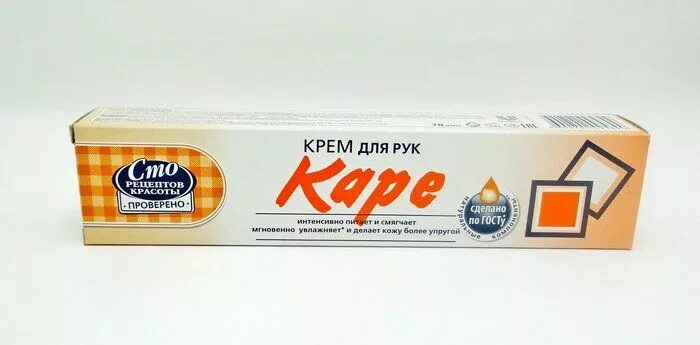 70 мл
Сто
РЕЦЕПТОВ
КРАСОТЫ
· ПРОВЕРЕНО ·
КРЕМ ДЛЯ РУК
Каре
интенсивно питает и смягчает
мгновенно увлажняет* и делает кожу более упругой
натуральные компоненты
сделано
по ГОСТу